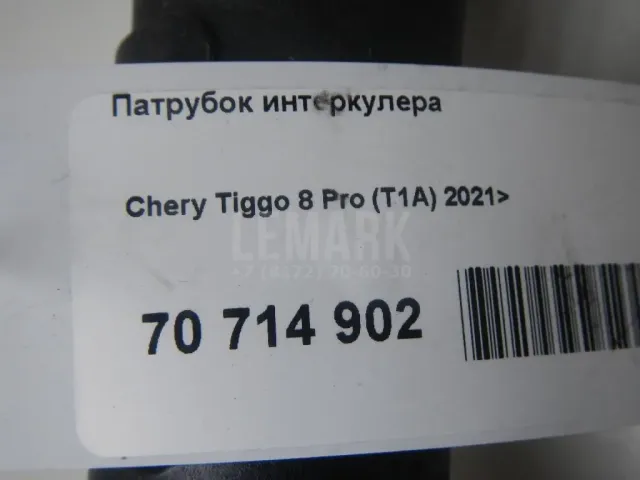 Патрубок интеркулера
Chery Tiggo 8 Pro (T1A) 2021>
LEMARK
70 714 902